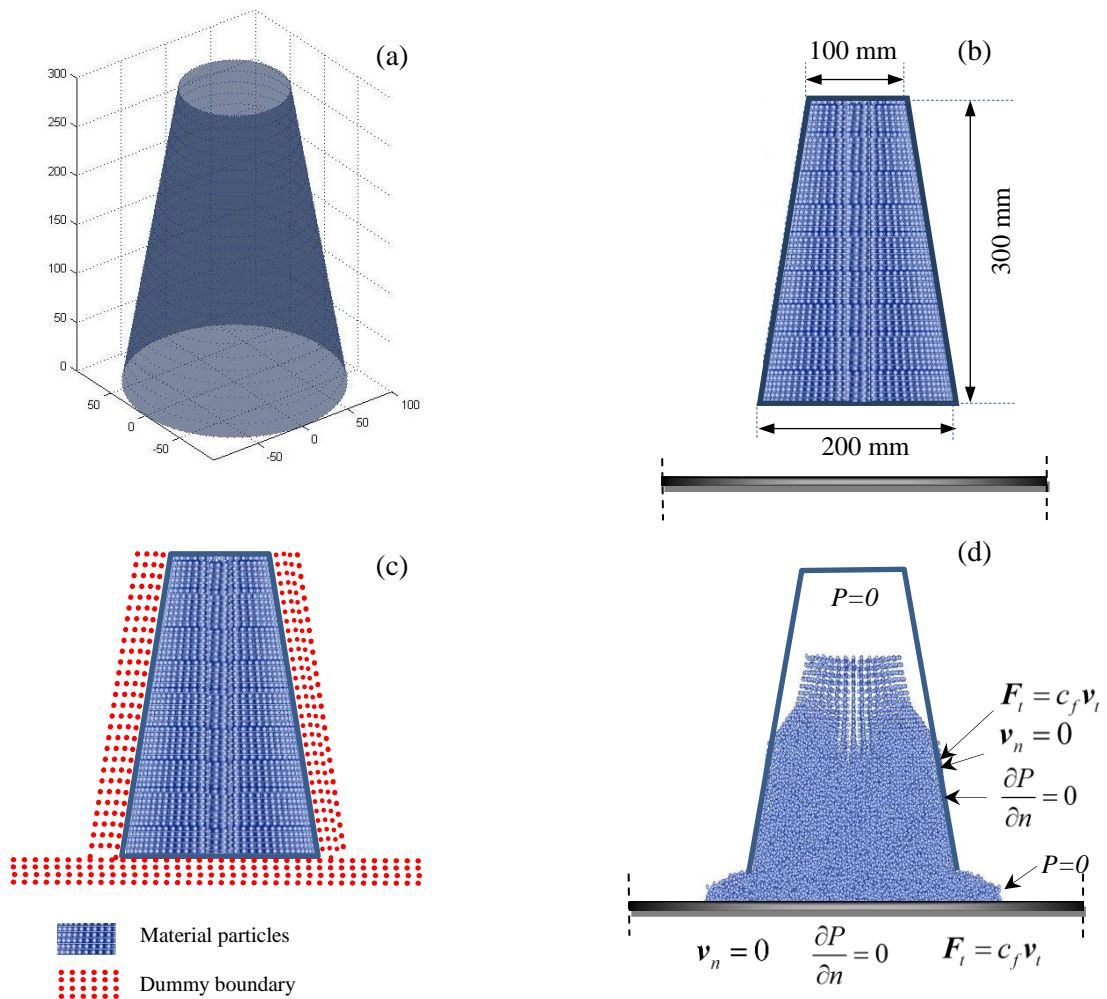 (a)
300
250
200
150
100
50
0
50
0
-50
-50
0
50
100
(b)
100 mm
300 mm
200 mm
(c)
Material particles
Dummy boundary
(d)
P=0
F_t = c_f v_t
v_n = 0
∂P/∂n = 0
P=0
v_n = 0 ∂P/∂n = 0 F_t = c_f v_t